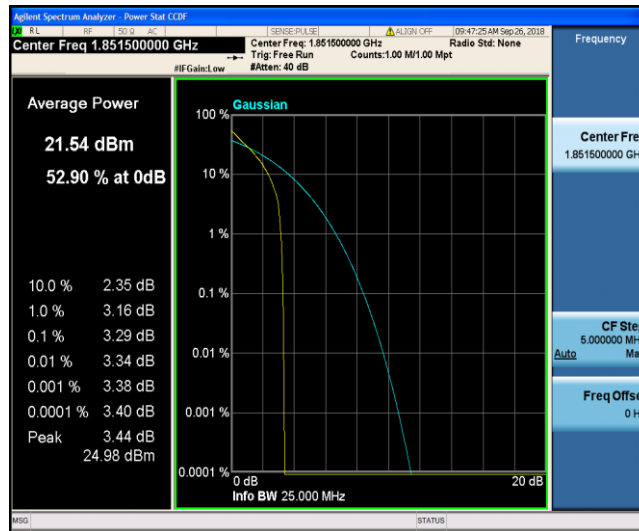 Agilent Spectrum Analyzer - Power Stat CCDF
RL RF 50 Ω AC SENSE:PULSE ALIGN OFF 09:47:25 AM Sep 26, 2018
Center Freq 1.851500000 GHz
Center Freq: 1.851500000 GHz Radio Std: None
Trig: Free Run Counts:1.00 M/1.00 Mpt
#IFGain:Low #Atten: 40 dB
Frequency
Average Power
21.54 dBm
52.90 % at 0dB
10.0 % 2.35 dB
1.0 % 3.16 dB
0.1 % 3.29 dB
0.01 % 3.34 dB
0.001 % 3.38 dB
0.0001 % 3.40 dB
Peak 3.44 dB
24.98 dBm
Gaussian
100 %
10 %
1 %
0.1 %
0.01 %
0.001 %
0.0001 %
0 dB 20 dB
Info BW 25.000 MHz
Center Fre
1.851500000 GH
CF Ste
5.000000 MH
Auto Ma
Freq Offse
0 H
MSG STATUS